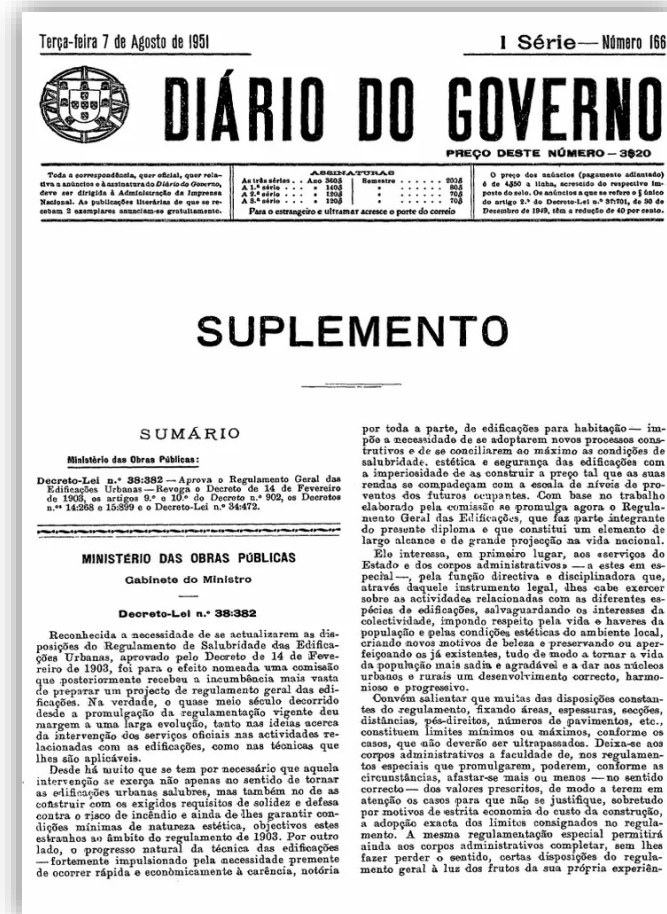 Terça-feira 7 de Agosto de 1951
I Série — Número 166
DIÁRIO DO GOVERNO
PREÇO DESTE NÚMERO — 3$20
Toda a correspondência, quer oficial, quer rela-
tiva a anúncios e à assinatura do Diário do Governo,
deve ser dirigida à Administração da Imprensa
Nacional. As publicações literárias de que se re-
cebam 2 exemplares anunciam-se gratuitamente.
ASSINATURAS
As três séries . . Ano 360$ Semestre . . . . . . . 200$
A 1.ª série . . . » 140$ » . . . . . . . 80$
A 2.ª série . . . » 120$ » . . . . . . . 70$
A 3.ª série . . . » 120$ » . . . . . . . 70$
Para o estrangeiro e ultramar acresce o porte do correio
O preço dos anúncios (pagamento adiantado)
é de 4$50 a linha, acrescido do respectivo im-
posto do selo. Os anúncios a que se refere o § único
do artigo 2.º do Decreto-Lei n.º 37:701, de 30 de
Dezembro de 1949, têm a redução de 40 por cento.
SUPLEMENTO
SUMÁRIO
Ministério das Obras Públicas:
Decreto-Lei n.º 38:382 — Aprova o Regulamento Geral das
Edificações Urbanas — Revoga o Decreto de 14 de Fevereiro
de 1903, os artigos 9.º e 10.º do Decreto n.º 902, os Decretos
n.ºs 14:268 e 15:899 e o Decreto-Lei n.º 34:472.
MINISTÉRIO DAS OBRAS PÚBLICAS
Gabinete do Ministro
Decreto-Lei n.º 38:382
Reconhecida a necessidade de se actualizarem as dis-
posições do Regulamento de Salubridade das Edifica-
ções Urbanas, aprovado pelo Decreto de 14 de Feve-
reiro de 1903, foi para o efeito nomeada uma comissão
que posteriormente recebeu a incumbência mais vasta
de preparar um projecto de regulamento geral das edi-
ficações. Na verdade, o quase meio século decorrido
desde a promulgação da regulamentação vigente deu
margem a uma larga evolução, tanto nas ideias acerca
da intervenção dos serviços oficiais nas actividades re-
lacionadas com as edificações, como nas técnicas que
lhes são aplicáveis.
Desde há muito que se tem por necessário que aquela
intervenção se exerça não apenas no sentido de tornar
as edificações urbanas salubres, mas também no de as
construir com os exigidos requisitos de solidez e defesa
contra o risco de incêndio e ainda de lhes garantir con-
dições mínimas de natureza estética, objectivos estes
estranhos ao âmbito do regulamento de 1903. Por outro
lado, o progresso natural da técnica das edificações
— fortemente impulsionado pela necessidade premente
de ocorrer rápida e econòmicamente à carência, notória
por toda a parte, de edificações para habitação — im-
põe a necessidade de se adoptarem novos processos cons-
trutivos e de se conciliarem ao máximo as condições de
salubridade, estética e segurança das edificações com
a imperiosidade de as construir a preço tal que as suas
rendas se compadeçam com a escala de níveis de pro-
ventos dos futuros ocupantes. Com base no trabalho
elaborado pela comissão se promulga agora o Regula-
mento Geral das Edificações, que faz parte integrante
do presente diploma e que constitui um elemento de
largo alcance e de grande projecção na vida nacional.
Ele interessa, em primeiro lugar, aos «serviços do
Estado e dos corpos administrativos» — a estes em es-
pecial —, pela função directiva e disciplinadora que,
através daquele instrumento legal, lhes cabe exercer
sobre as actividades relacionadas com as diferentes es-
pécies de edificações, salvaguardando os interesses da
colectividade, impondo respeito pela vida e haveres da
população e pelas condições estéticas do ambiente local,
criando novos motivos de beleza e preservando ou aper-
feiçoando os já existentes, tudo de modo a tornar a vida
da população mais sadia e agradável e a dar aos núcleos
urbanos e rurais um desenvolvimento correcto, harmo-
nioso e progressivo.
Convém salientar que muitas das disposições constan-
tes do regulamento, fixando áreas, espessuras, secções,
distâncias, pés-direitos, números de pavimentos, etc.,
constituem limites mínimos ou máximos, conforme os
casos, que não deverão ser ultrapassados. Deixa-se aos
corpos administrativos a faculdade de, nos regulamen-
tos especiais que promulgarem, poderem, conforme as
circunstâncias, afastar-se mais ou menos — no sentido
correcto — dos valores prescritos, de modo a terem em
atenção os casos para que não se justifique, sobretudo
por motivos de estrita economia do custo da construção,
a adopção exacta dos limites consignados no regula-
mento. A mesma regulamentação especial permitirá
ainda aos corpos administrativos completar, sem lhes
fazer perder o sentido, certas disposições do regula-
mento geral à luz dos frutos da sua própria experiên-